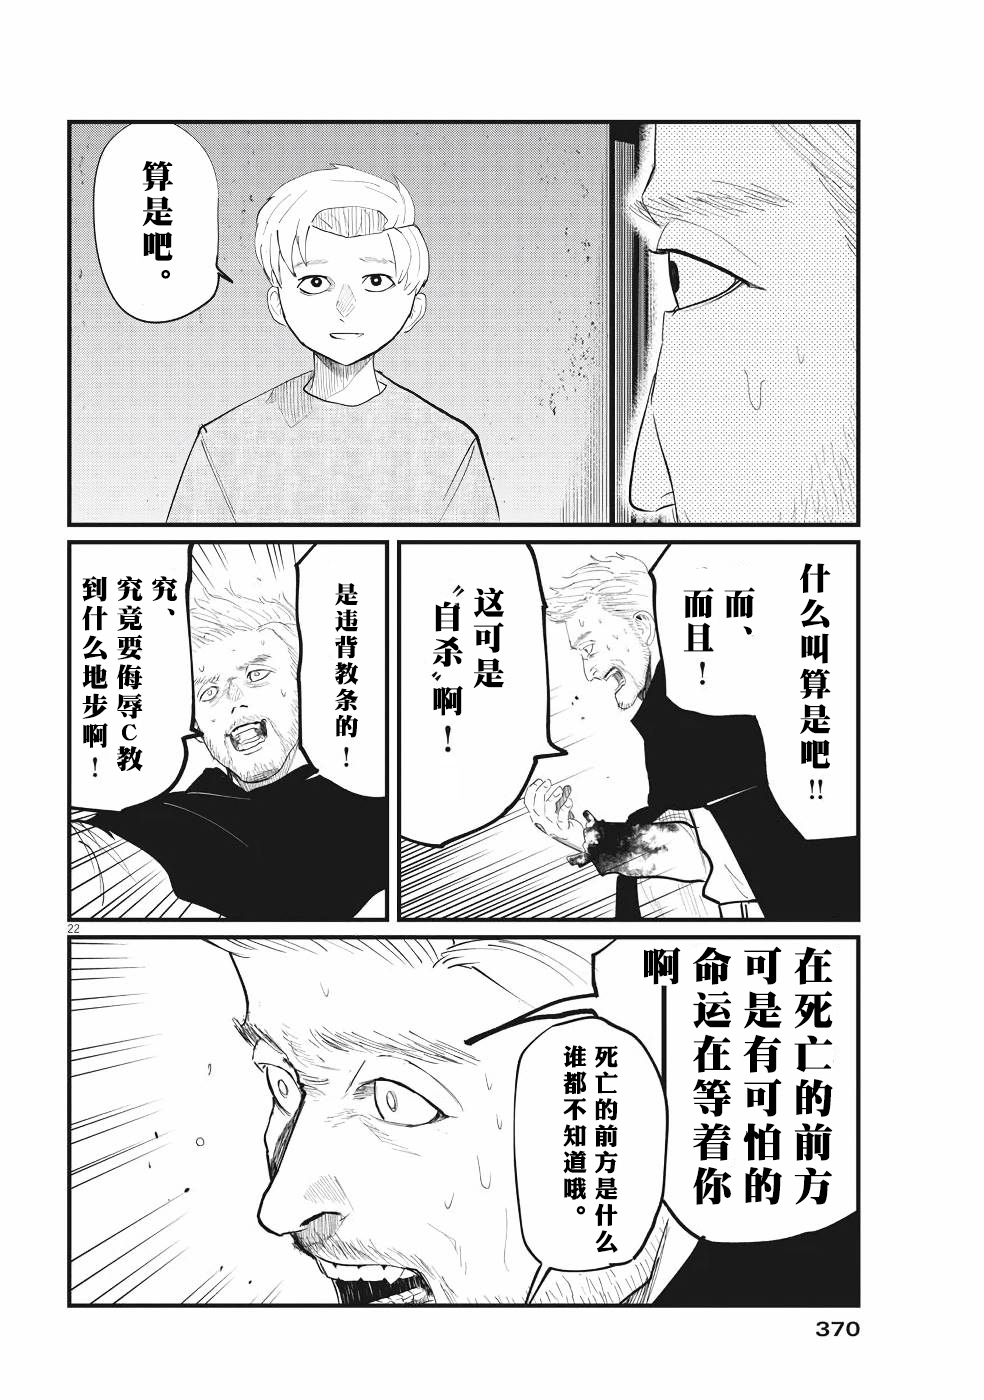 算是吧。
什么叫算是吧!!
而、
而且！
这可是
“自杀”啊！
是违背教条的！
究、
究竟要侮辱C教
到什么地步啊！
22
在死亡的前方
可是有可怕的
命运在等着你
啊
死亡的前方是什么
谁都不知道哦。
370